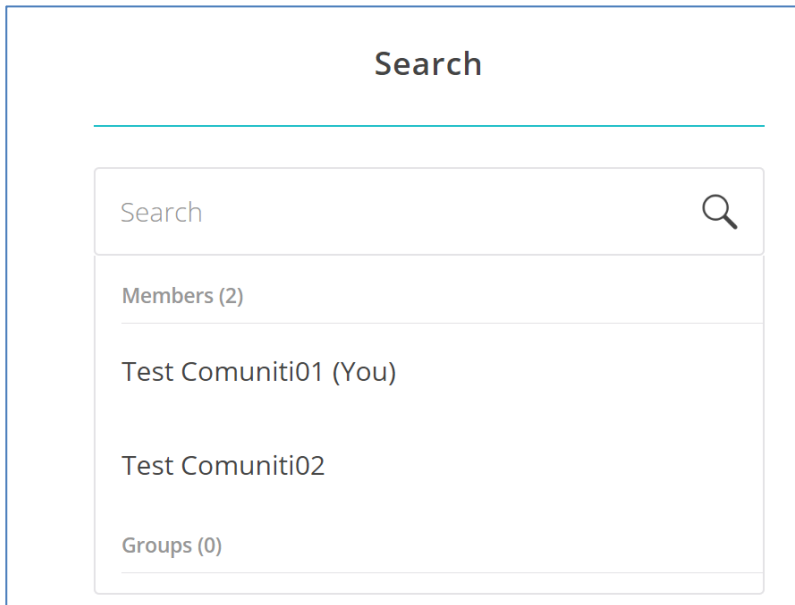 Search
Search
Members (2)
Test Comuniti01 (You)
Test Comuniti02
Groups (0)